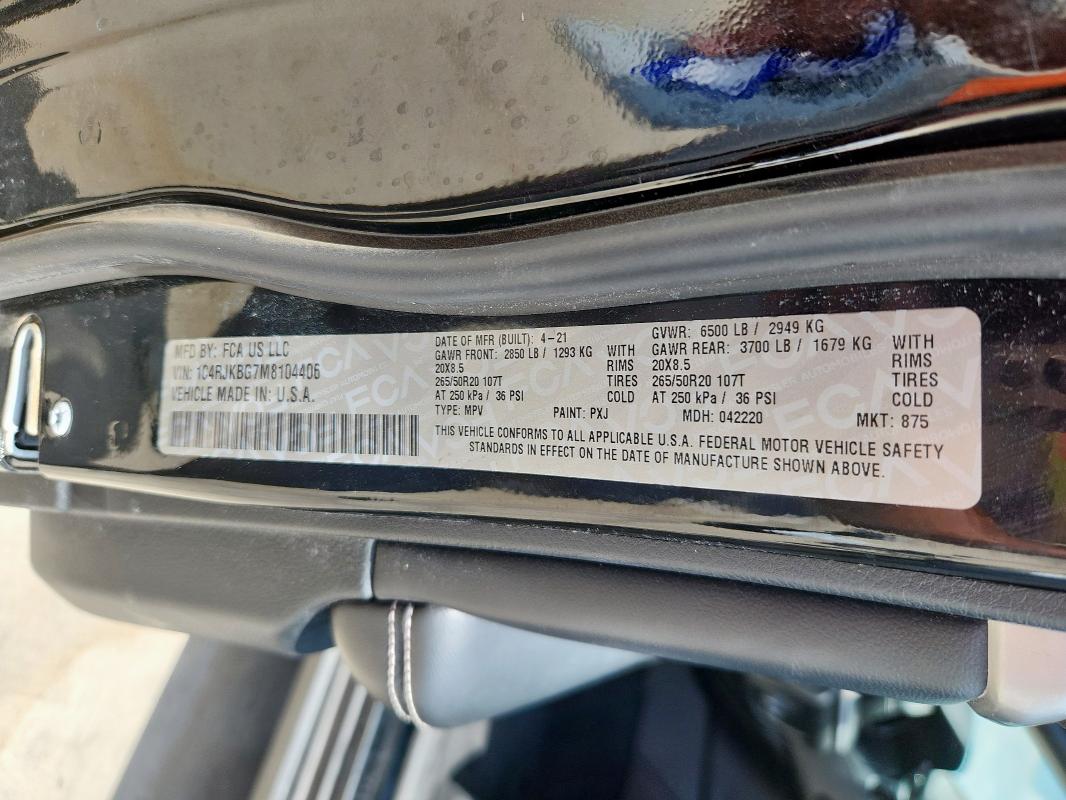 MFD BY: FCA US LLC
VIN: 1C4RJKBG7M8104406
VEHICLE MADE IN: U.S.A.
DATE OF MFR (BUILT): 4-21
GVWR: 6500 LB / 2949 KG
GAWR FRONT: 2850 LB / 1293 KG WITH GAWR REAR: 3700 LB / 1679 KG WITH
20X8.5 RIMS 20X8.5 RIMS
265/50R20 107T TIRES 265/50R20 107T TIRES
AT 250 kPa / 36 PSI COLD AT 250 kPa / 36 PSI COLD
TYPE: MPV PAINT: PXJ MDH: 042220 MKT: 875
THIS VEHICLE CONFORMS TO ALL APPLICABLE U.S.A. FEDERAL MOTOR VEHICLE SAFETY
STANDARDS IN EFFECT ON THE DATE OF MANUFACTURE SHOWN ABOVE.